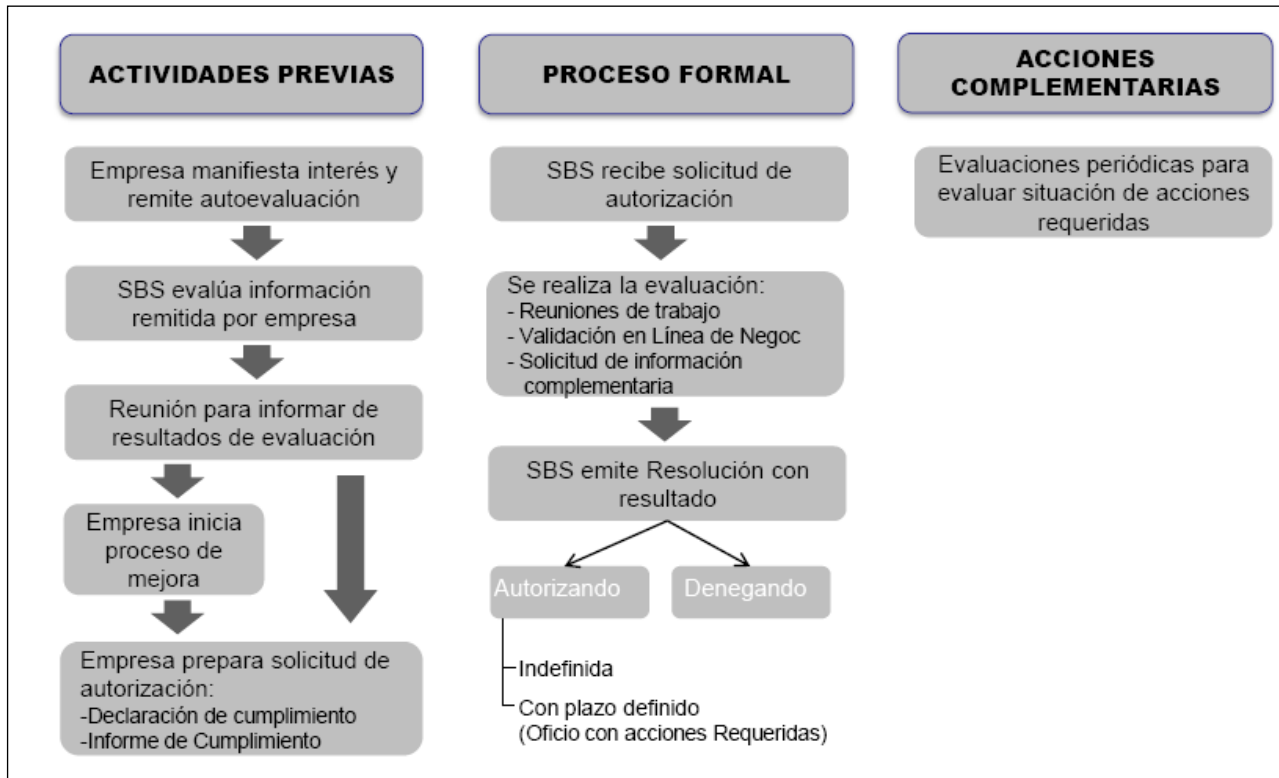 ACTIVIDADES PREVIAS
Empresa manifiesta interés y
remite autoevaluación
SBS evalúa información
remitida por empresa
Reunión para informar de
resultados de evaluación
Empresa inicia
proceso de
mejora
Empresa prepara solicitud de
autorización:
-Declaración de cumplimiento
-Informe de Cumplimiento
PROCESO FORMAL
SBS recibe solicitud de
autorización
Se realiza la evaluación:
- Reuniones de trabajo
- Validación en Línea de Negoc
- Solicitud de información
complementaria
SBS emite Resolución con
resultado
Autorizando
Denegando
Indefinida
Con plazo definido
(Oficio con acciones Requeridas)
ACCIONES
COMPLEMENTARIAS
Evaluaciones periódicas para
evaluar situación de acciones
requeridas